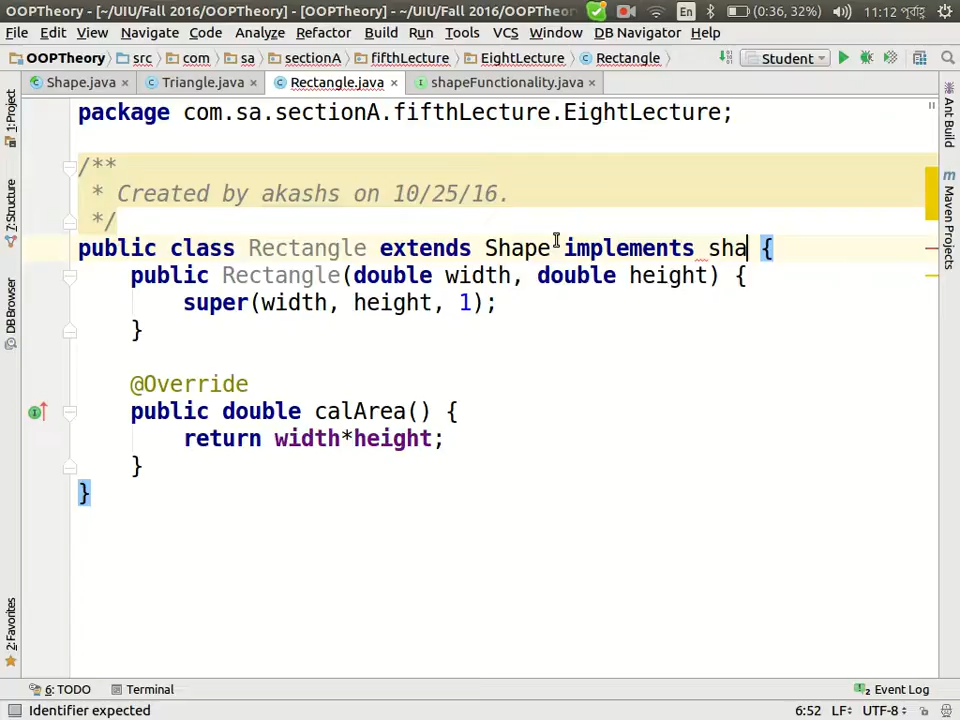 OOPTheory - [~/UIU/Fall 2016/OOPTheory] - [OOPTheory] - ~/UIU/Fall 2016/OOPThe En (0:36, 32%) 11:12 পূর্বাহ্ণ
File Edit View Navigate Code Analyze Refactor Build Run Tools VCS Window DB Navigator Help
OOPTheory src com sa sectionA fifthLecture EightLecture Rectangle Student
Shape.java Triangle.java Rectangle.java shapeFunctionality.java
1: Project
7: Structure
DB Browser
2: Favorites
package com.sa.sectionA.fifthLecture.EightLecture;
/**
* Created by akashs on 10/25/16.
*/
public class Rectangle extends Shape implements sha {
public Rectangle(double width, double height) {
super(width, height, 1);
}
@Override
public double calArea() {
return width*height;
}
}
Ant Build
Maven Projects
6: TODO Terminal 2 Event Log
Identifier expected 6:52 LF÷ UTF-8÷